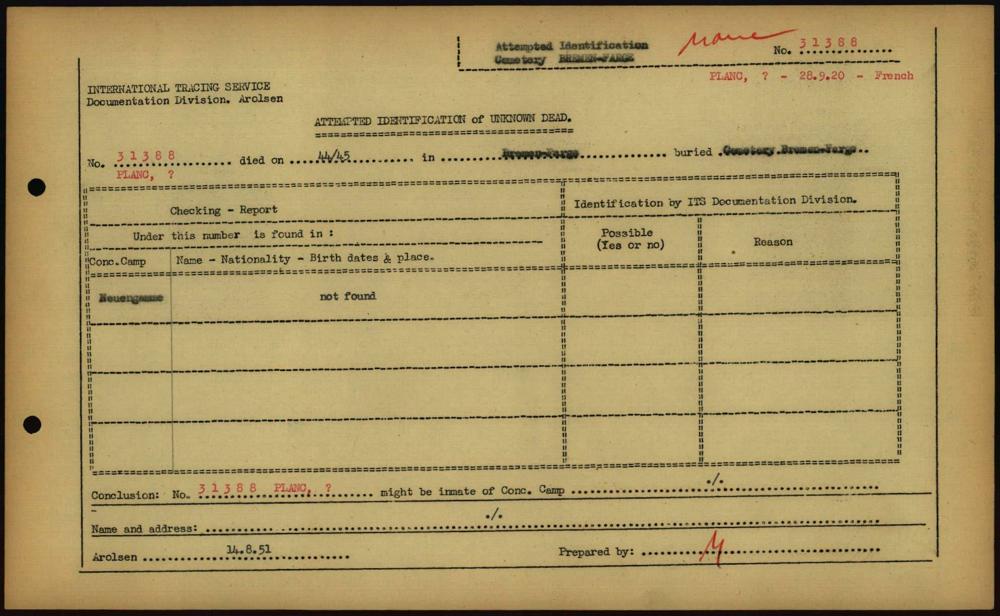 Attempted Identification
Cemetery BREMEN-FARGE
No. 31388
PLANC, ? - 28.9.20 - French
INTERNATIONAL TRACING SERVICE
Documentation Division. Arolsen
ATTEMPTED IDENTIFICATION of UNKNOWN DEAD.
No. 31388 died on 44/45 in Bremen-Farge buried Cemetery Bremen-Farge
PLANC, ?
Checking - Report
Identification by ITS Documentation Division.
Under this number is found in :
Possible
(Yes or no)
Reason
Conc.Camp
Name - Nationality - Birth dates & place.
Neuengamme
not found
Conclusion: No. 31388 PLANC, ? might be inmate of Conc. Camp ./.
Name and address: ./.
Arolsen 14.8.51
Prepared by: